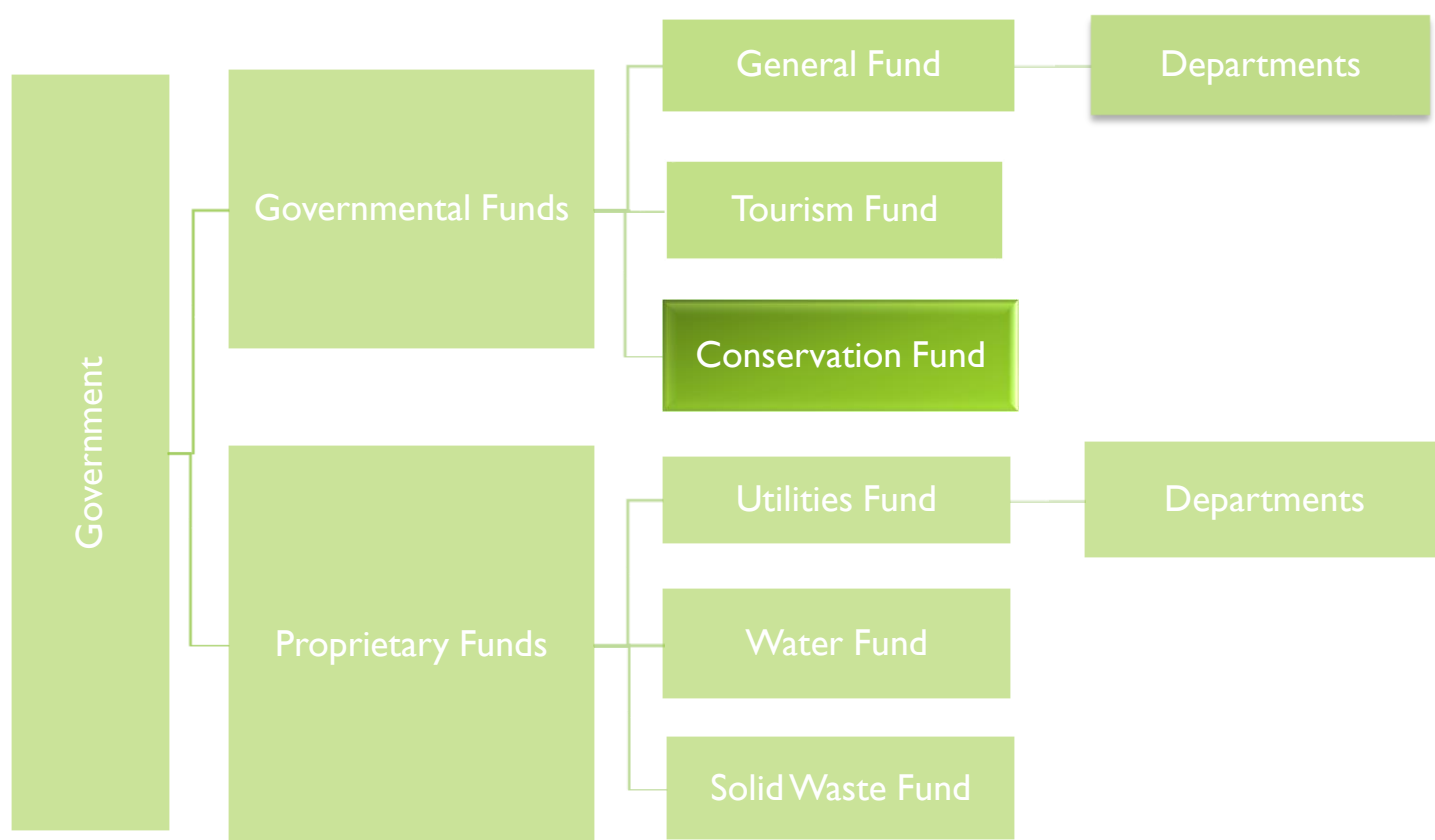 Government
Governmental Funds
General Fund
Departments
Tourism Fund
Conservation Fund
Proprietary Funds
Utilities Fund
Departments
Water Fund
Solid Waste Fund